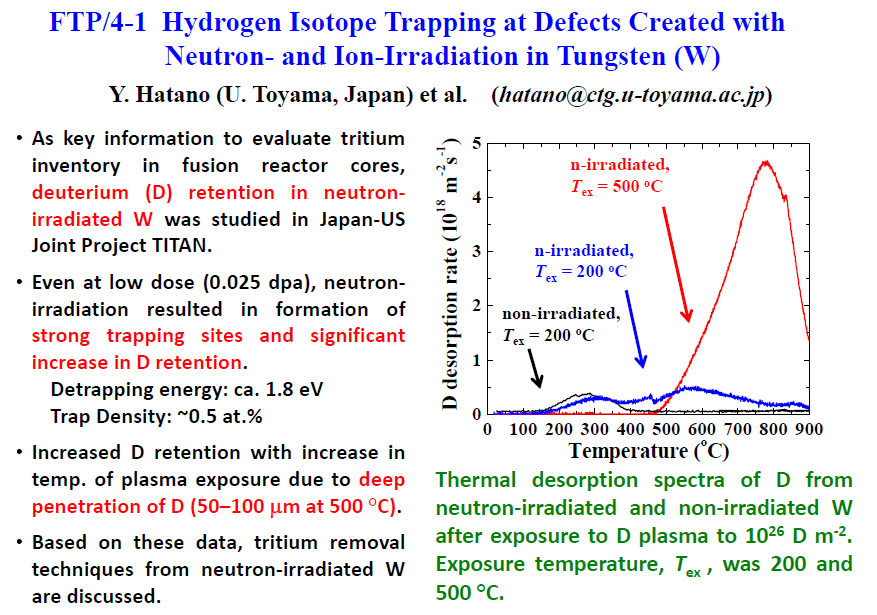 FTP/4-1 Hydrogen Isotope Trapping at Defects Created with
Neutron- and Ion-Irradiation in Tungsten (W)
Y. Hatano (U. Toyama, Japan) et al. (hatano@ctg.u-toyama.ac.jp)
• As key information to evaluate tritium
inventory in fusion reactor cores,
deuterium (D) retention in neutron-
irradiated W was studied in Japan-US
Joint Project TITAN.
• Even at low dose (0.025 dpa), neutron-
irradiation resulted in formation of
strong trapping sites and significant
increase in D retention.
Detrapping energy: ca. 1.8 eV
Trap Density: ~0.5 at.%
• Increased D retention with increase in
temp. of plasma exposure due to deep
penetration of D (50–100 μm at 500 °C).
• Based on these data, tritium removal
techniques from neutron-irradiated W
are discussed.
D desorption rate (10¹⁸ m⁻² s⁻¹)
5
4
3
2
1
0
n-irradiated,
Tex = 500 °C
n-irradiated,
Tex = 200 °C
non-irradiated,
Tex = 200 °C
0 100 200 300 400 500 600 700 800 900
Temperature (°C)
Thermal desorption spectra of D from
neutron-irradiated and non-irradiated W
after exposure to D plasma to 10²⁶ D m⁻².
Exposure temperature, Tex , was 200 and
500 °C.